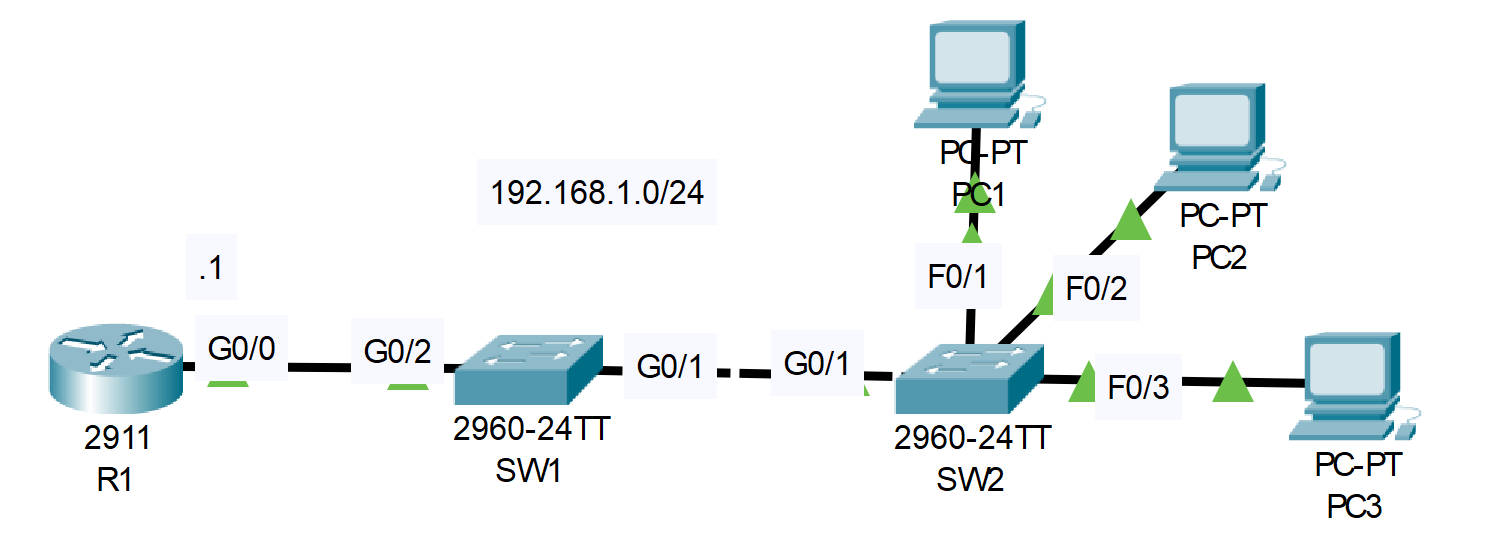 PC-PT
PC1
192.168.1.0/24
PC-PT
PC2
.1
F0/1
F0/2
G0/0
G0/2
G0/1
G0/1
F0/3
2911
R1
2960-24TT
SW1
2960-24TT
SW2
PC-PT
PC3